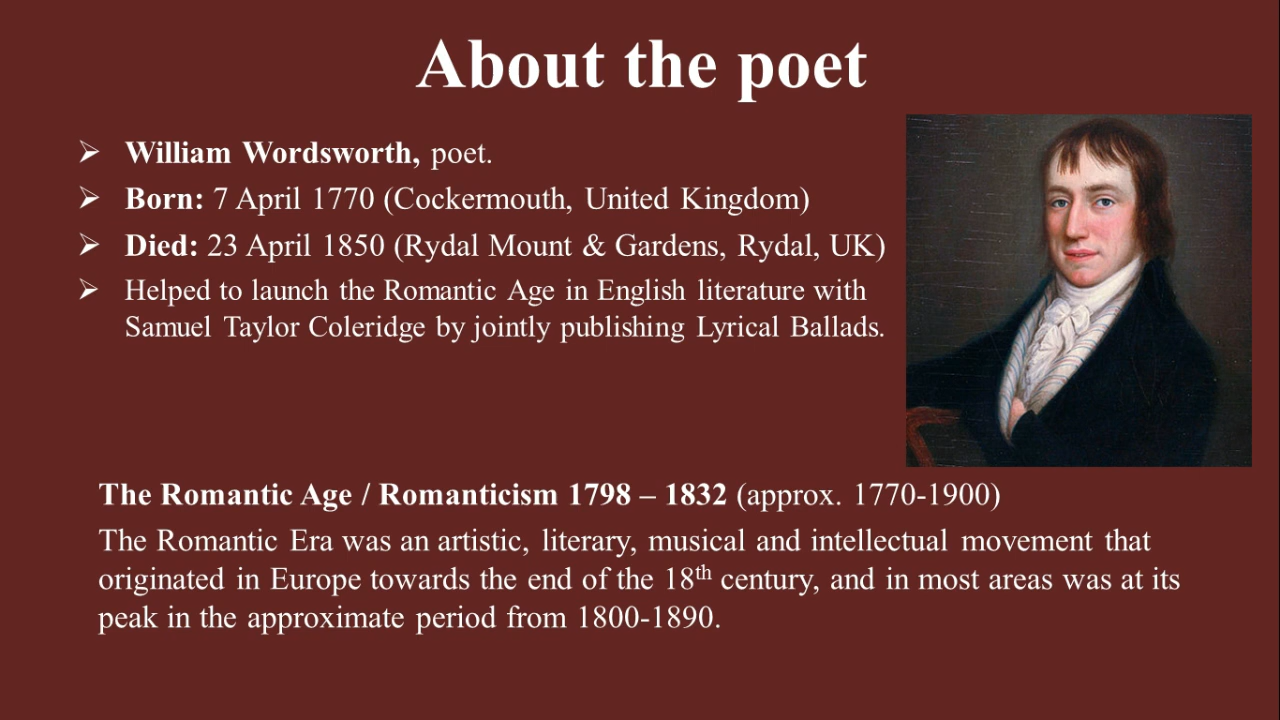 About the poet
➢ William Wordsworth, poet.
➢ Born: 7 April 1770 (Cockermouth, United Kingdom)
➢ Died: 23 April 1850 (Rydal Mount & Gardens, Rydal, UK)
➢ Helped to launch the Romantic Age in English literature with
Samuel Taylor Coleridge by jointly publishing Lyrical Ballads.
The Romantic Age / Romanticism 1798 – 1832 (approx. 1770-1900)
The Romantic Era was an artistic, literary, musical and intellectual movement that
originated in Europe towards the end of the 18th century, and in most areas was at its
peak in the approximate period from 1800-1890.